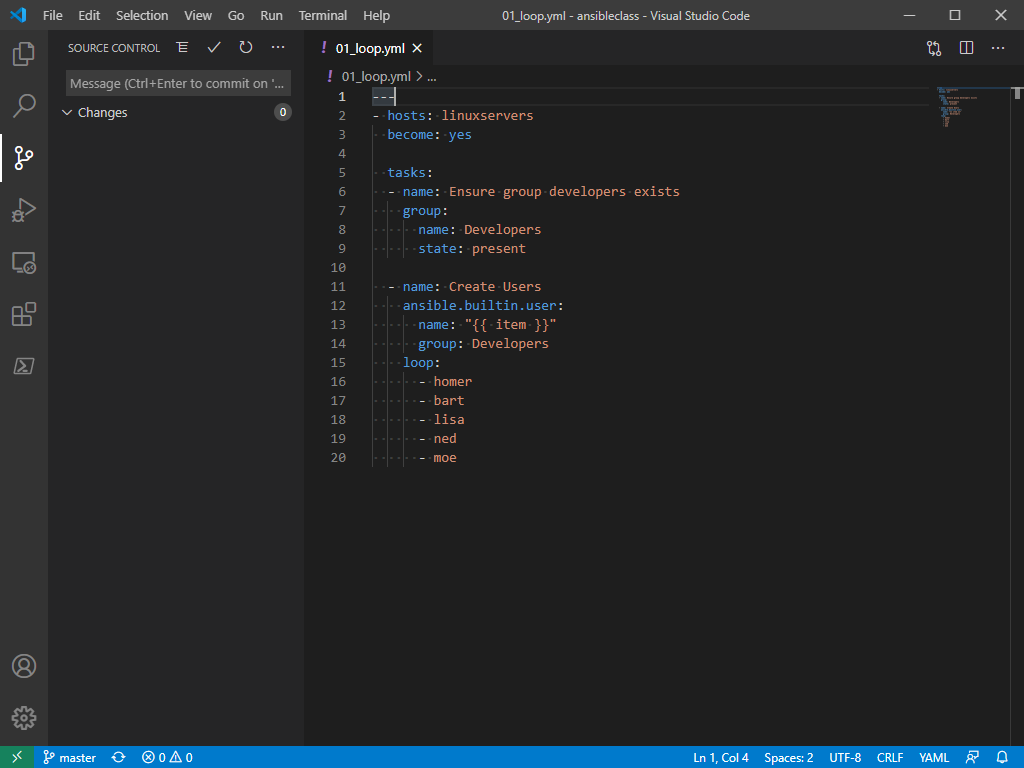 File Edit Selection View Go Run Terminal Help 01_loop.yml - ansibleclass - Visual Studio Code
SOURCE CONTROL
Message (Ctrl+Enter to commit on '...
Changes 0
! 01_loop.yml
! 01_loop.yml > ...
1 ---
2 - hosts: linuxservers
3   become: yes
4
5   tasks:
6   - name: Ensure group developers exists
7     group:
8       name: Developers
9       state: present
10
11   - name: Create Users
12     ansible.builtin.user:
13       name: "{{ item }}"
14       group: Developers
15     loop:
16       - homer
17       - bart
18       - lisa
19       - ned
20       - moe
master 0 0 Ln 1, Col 4 Spaces: 2 UTF-8 CRLF YAML